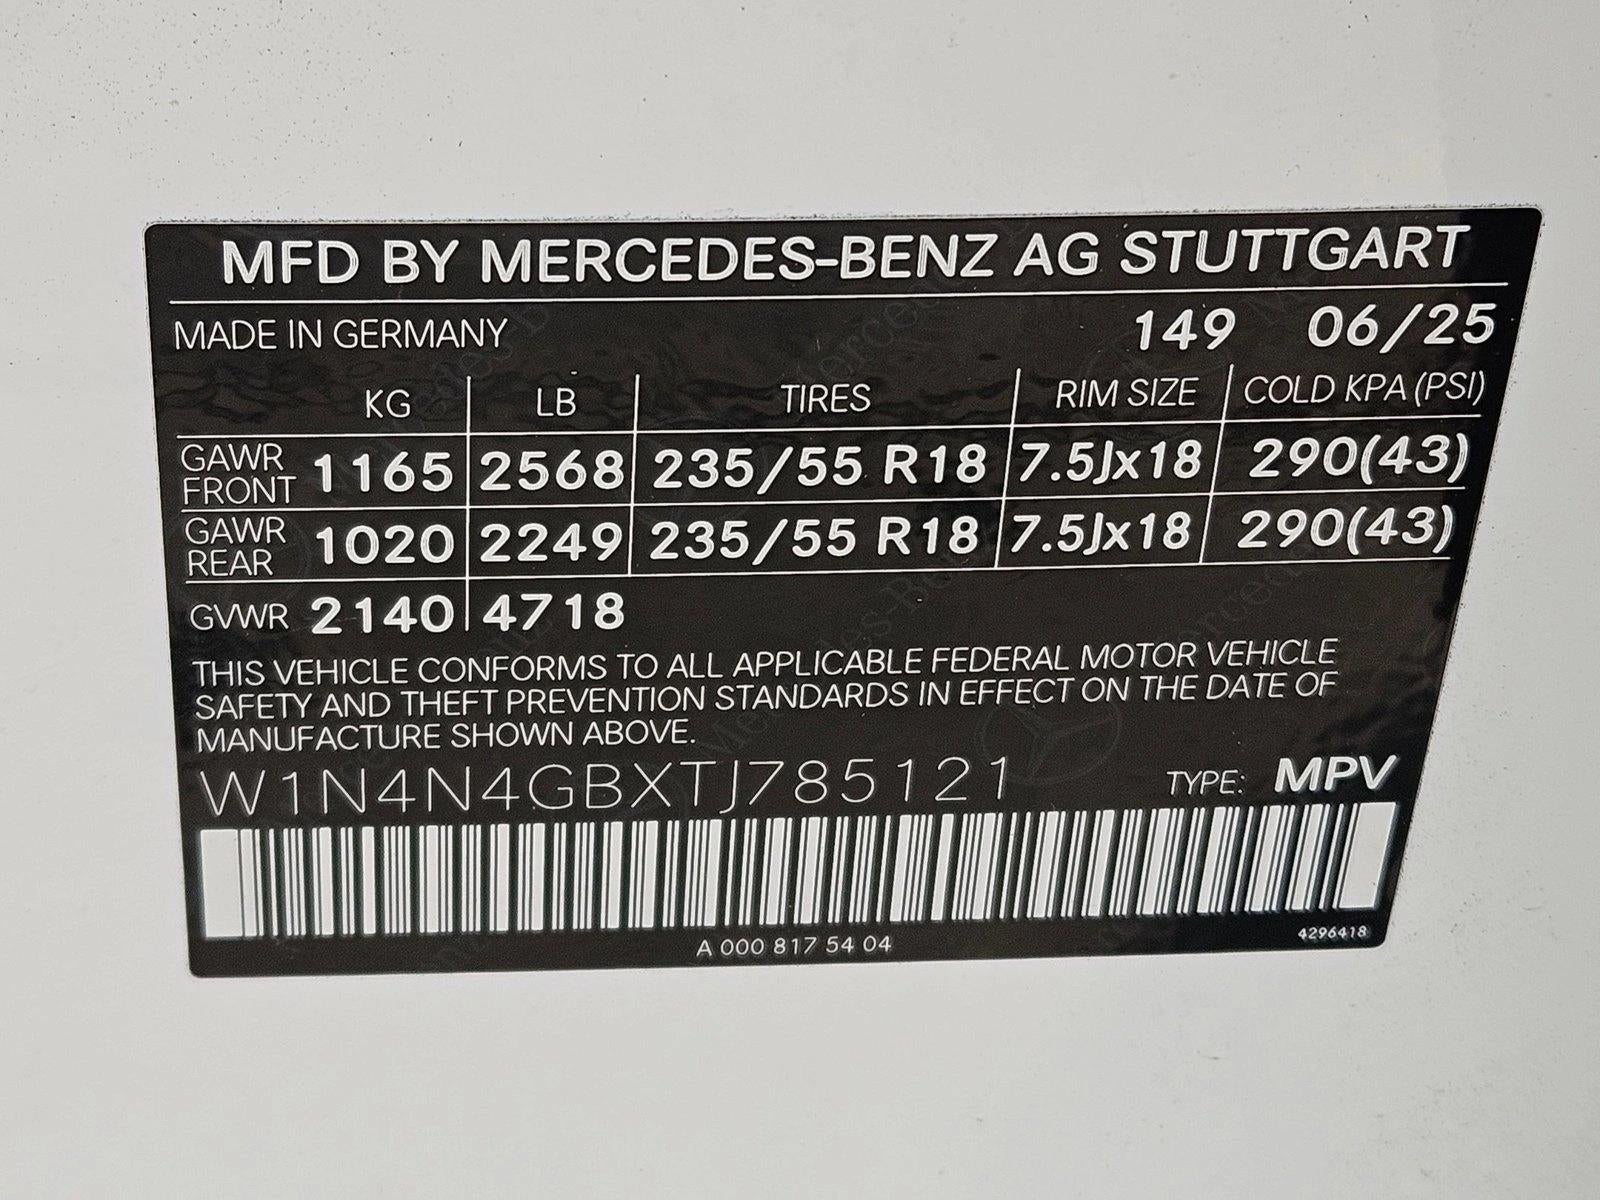 MFD BY MERCEDES-BENZ AG STUTTGART
MADE IN GERMANY 149 06/25
KG LB TIRES RIM SIZE COLD KPA (PSI)
GAWR FRONT 1165 2568 235/55 R18 7.5Jx18 290(43)
GAWR REAR 1020 2249 235/55 R18 7.5Jx18 290(43)
GVWR 2140 4718
THIS VEHICLE CONFORMS TO ALL APPLICABLE FEDERAL MOTOR VEHICLE
SAFETY AND THEFT PREVENTION STANDARDS IN EFFECT ON THE DATE OF
MANUFACTURE SHOWN ABOVE.
W1N4N4GBXTJ785121 TYPE: MPV
A 000 817 54 04 4296418